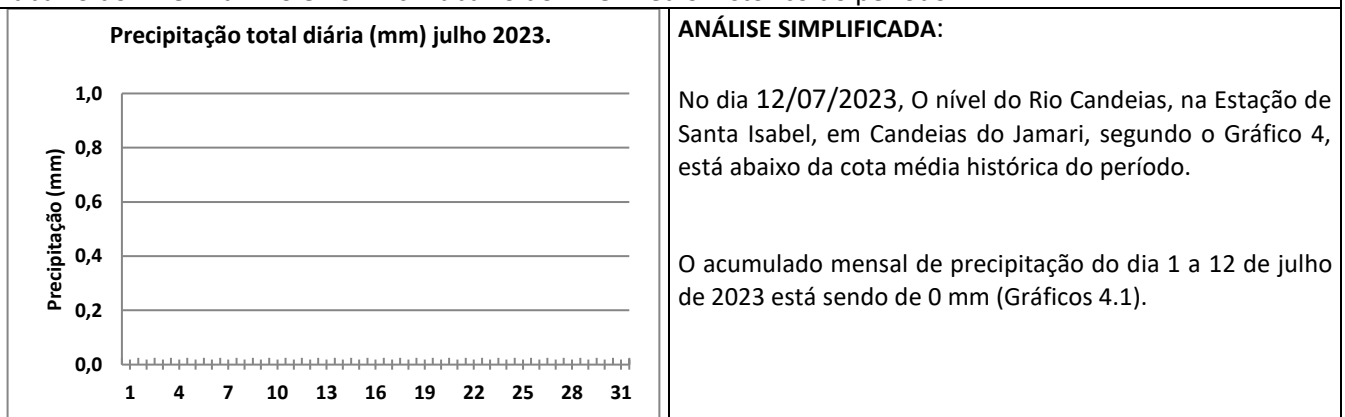 Precipitação total diária (mm) julho 2023.
Precipitação (mm)
1,0
0,8
0,6
0,4
0,2
0,0
1 4 7 10 13 16 19 22 25 28 31
ANÁLISE SIMPLIFICADA:
No dia 12/07/2023, O nível do Rio Candeias, na Estação de
Santa Isabel, em Candeias do Jamari, segundo o Gráfico 4,
está abaixo da cota média histórica do período.
O acumulado mensal de precipitação do dia 1 a 12 de julho
de 2023 está sendo de 0 mm (Gráficos 4.1).